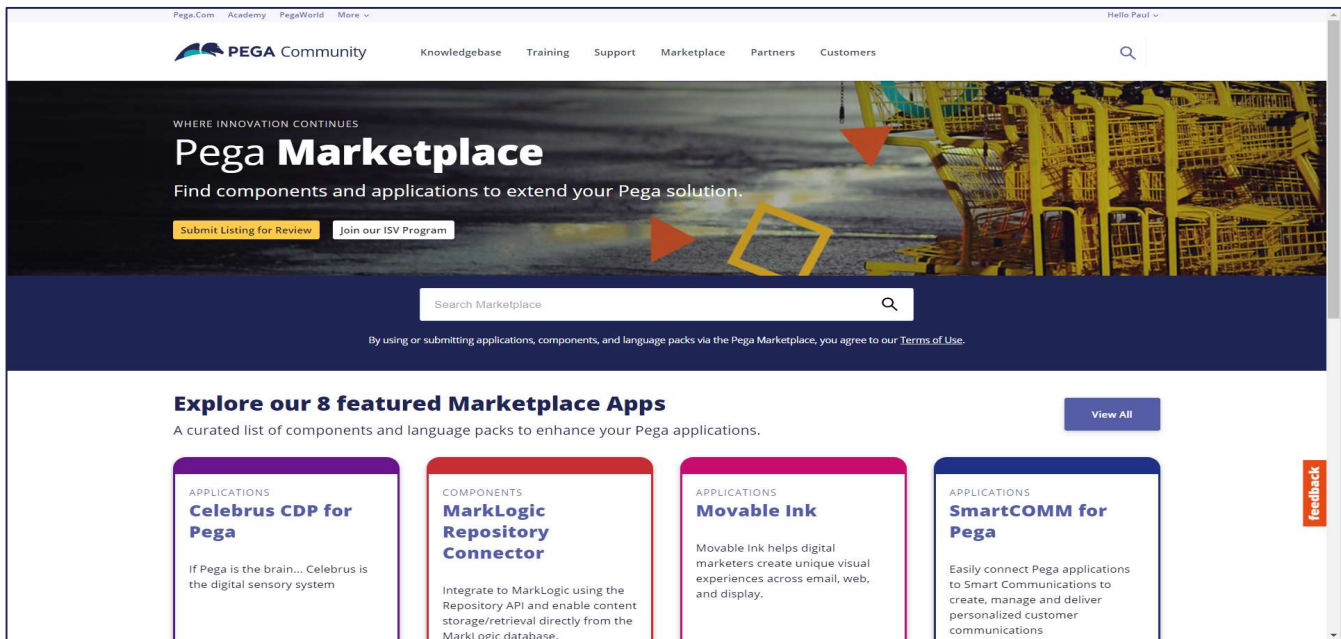 Pega.Com Academy PegaWorld More
Hello Paul
PEGA Community
Knowledgebase Training Support Marketplace Partners Customers
WHERE INNOVATION CONTINUES
Pega Marketplace
Find components and applications to extend your Pega solution.
Submit Listing for Review Join our ISV Program
Search Marketplace
By using or submitting applications, components, and language packs via the Pega Marketplace, you agree to our Terms of Use.
Explore our 8 featured Marketplace Apps
View All
A curated list of components and language packs to enhance your Pega applications.
APPLICATIONS
Celebrus CDP for
Pega
If Pega is the brain... Celebrus is
the digital sensory system
COMPONENTS
MarkLogic
Repository
Connector
Integrate to MarkLogic using the
Repository API and enable content
storage/retrieval directly from the
MarkLogic database.
APPLICATIONS
Movable Ink
Movable Ink helps digital
marketers create unique visual
experiences across email, web,
and display.
APPLICATIONS
SmartCOMM for
Pega
Easily connect Pega applications
to Smart Communications to
create, manage and deliver
personalized customer
communications
feedback